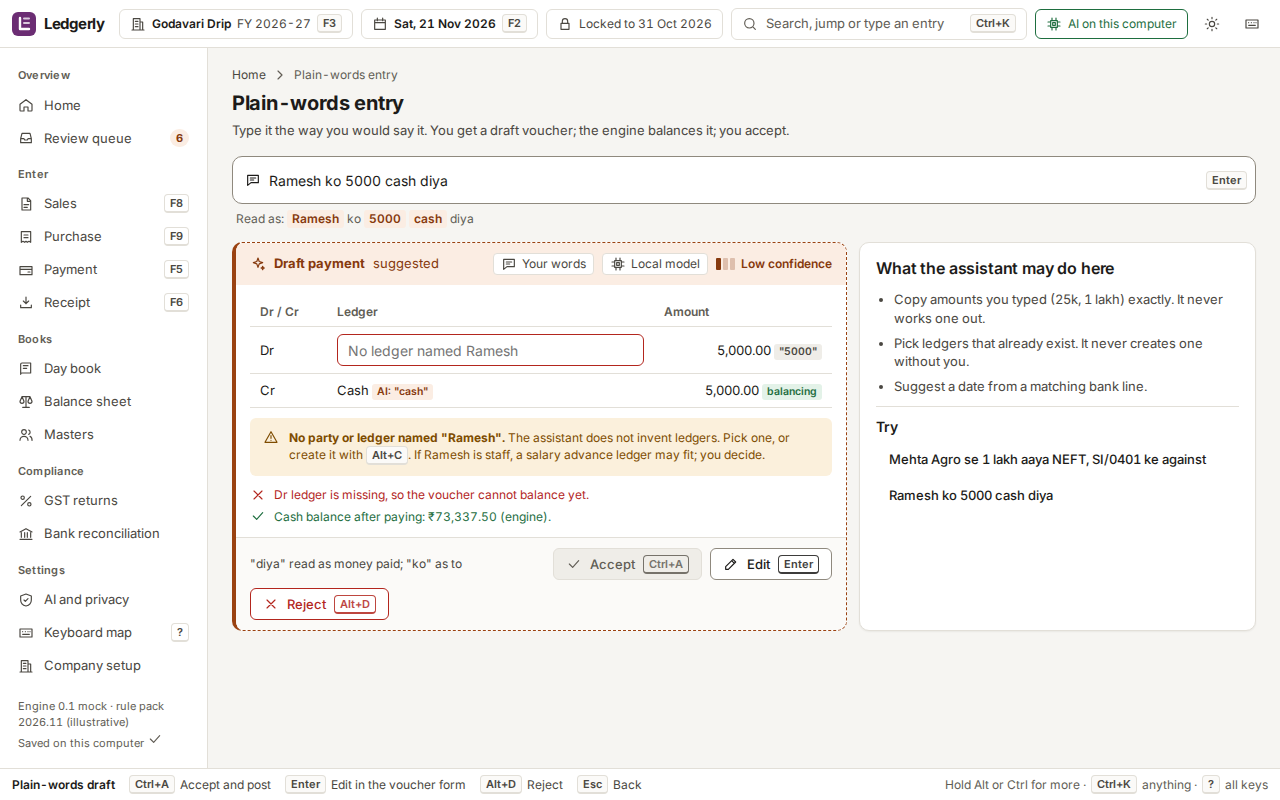 Ledgerly
Godavari Drip FY 2026-27 F3
Sat, 21 Nov 2026 F2
Locked to 31 Oct 2026
Search, jump or type an entry Ctrl+K
AI on this computer
Overview
Home
Review queue 6
Enter
Sales F8
Purchase F9
Payment F5
Receipt F6
Books
Day book
Balance sheet
Masters
Compliance
GST returns
Bank reconciliation
Settings
AI and privacy
Keyboard map ?
Company setup
Engine 0.1 mock · rule pack
2026.11 (illustrative)
Saved on this computer
Home > Plain-words entry
Plain-words entry
Type it the way you would say it. You get a draft voucher; the engine balances it; you accept.
Ramesh ko 5000 cash diya Enter
Read as: Ramesh ko 5000 cash diya
Draft payment suggested Your words Local model Low confidence
Dr / Cr Ledger Amount
Dr No ledger named Ramesh 5,000.00 "5000"
Cr Cash AI: "cash" 5,000.00 balancing
No party or ledger named "Ramesh". The assistant does not invent ledgers. Pick one, or
create it with Alt+C. If Ramesh is staff, a salary advance ledger may fit; you decide.
Dr ledger is missing, so the voucher cannot balance yet.
Cash balance after paying: ₹73,337.50 (engine).
"diya" read as money paid; "ko" as to Accept Ctrl+A Edit Enter
Reject Alt+D
What the assistant may do here
• Copy amounts you typed (25k, 1 lakh) exactly. It never
works one out.
• Pick ledgers that already exist. It never creates one
without you.
• Suggest a date from a matching bank line.
Try
Mehta Agro se 1 lakh aaya NEFT, SI/0401 ke against
Ramesh ko 5000 cash diya
Plain-words draft Ctrl+A Accept and post Enter Edit in the voucher form Alt+D Reject Esc Back
Hold Alt or Ctrl for more · Ctrl+K anything · ? all keys